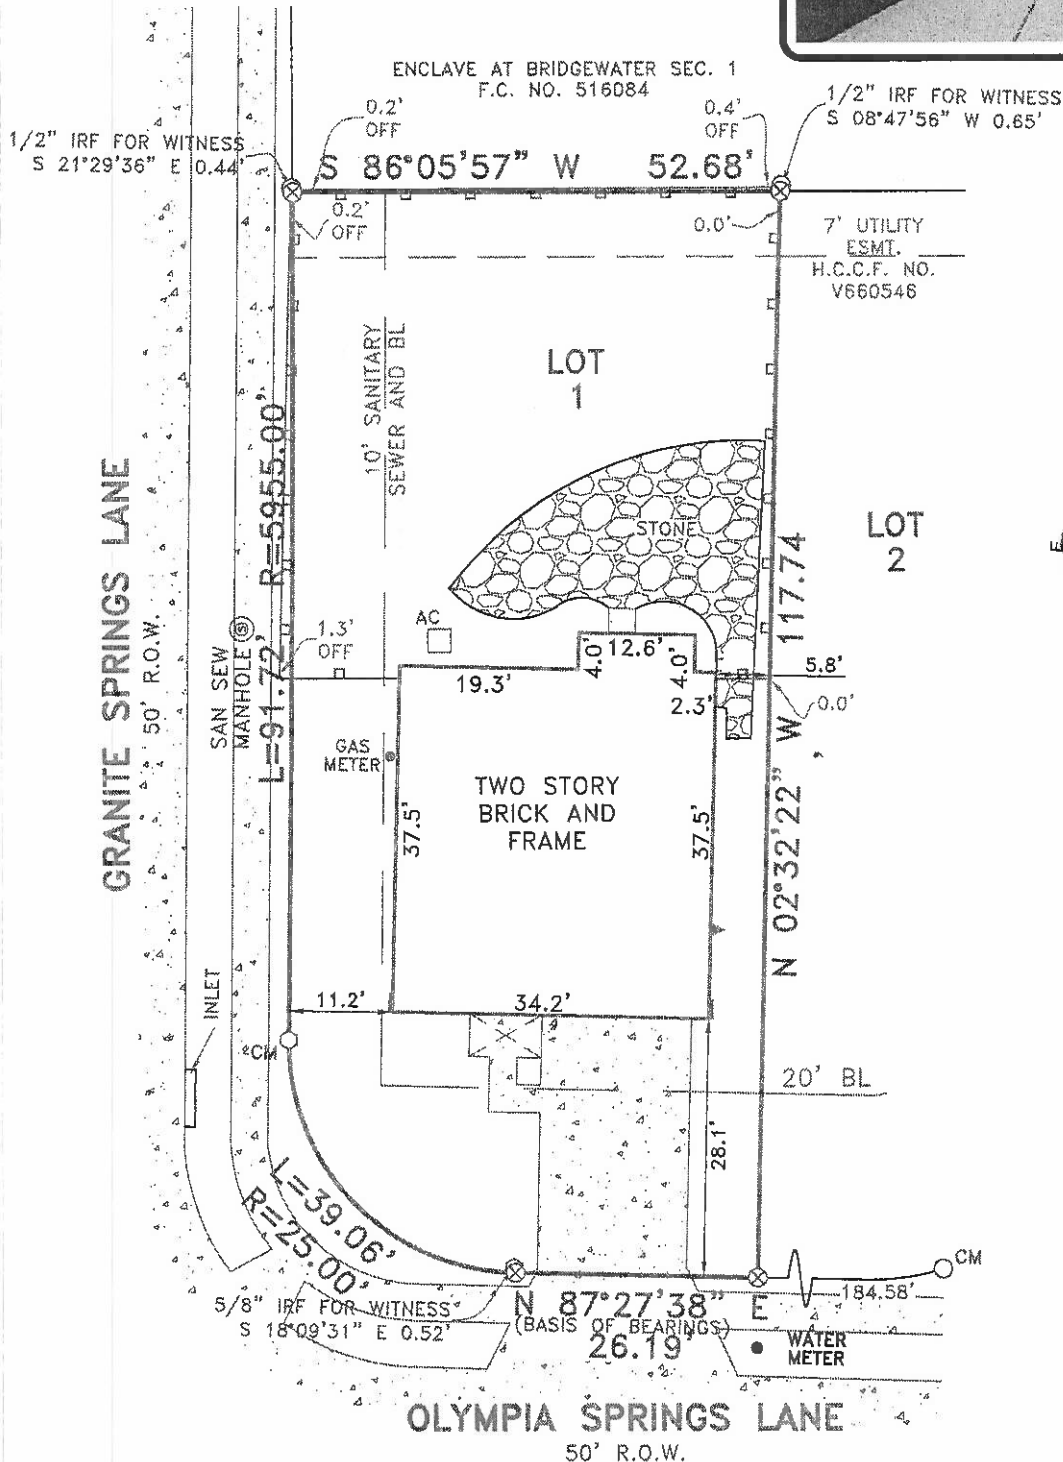 ENCLAVE AT BRIDGEWATER SEC. 1
F.C. NO. 516084
1/2" IRF FOR WITNESS
S 08°47'56" W 0.65'
0.2'
OFF
0.4'
OFF
1/2" IRF FOR WITNESS
S 21°29'36" E 0.44'
S 86°05'57" W 52.68'
0.2'
OFF
0.0'
7' UTILITY
ESMT.
H.C.C.F. NO.
V660546
10' SANITARY
SEWER AND BL
LOT
1
GRANITE SPRINGS LANE
50' R.O.W.
L=91.72' R=5955.00'
STONE
LOT
2
N 02°32'22" W 117.74'
SAN SEW
MANHOLE
S
1.3'
OFF
AC
12.6'
4.0'
4.0'
19.3'
5.8'
2.3'
0.0'
GAS
METER
TWO STORY
BRICK AND
FRAME
37.5'
37.5'
INLET
11.2'
34.2'
CM
20' BL
28.1'
L=39.06'
R=25.00'
CM
184.58'
5/8" IRF FOR WITNESS
S 18°09'31" E 0.52'
N 87°27'38" E
(BASIS OF BEARINGS)
26.19'
WATER
METER
OLYMPIA SPRINGS LANE
50' R.O.W.